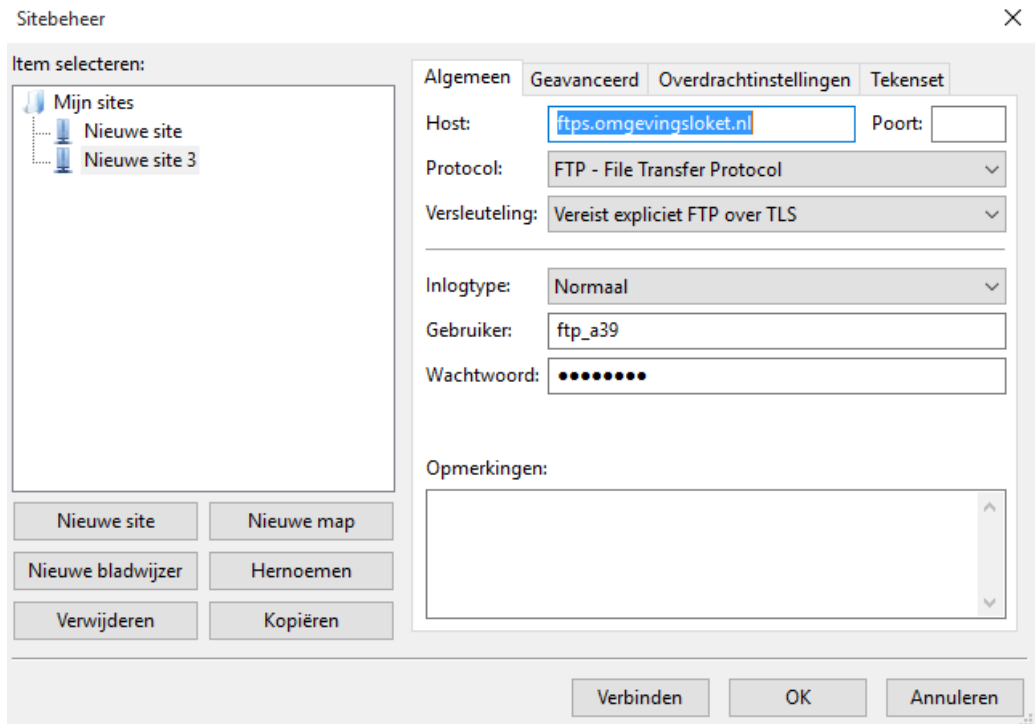 Sitebeheer
Item selecteren:
Mijn sites
Nieuwe site
Nieuwe site 3
Nieuwe site
Nieuwe map
Nieuwe bladwijzer
Hernoemen
Verwijderen
Kopiëren
Algemeen Geavanceerd Overdrachtinstellingen Tekenset
Host: ftps.omgevingsloket.nl Poort:
Protocol: FTP - File Transfer Protocol
Versleuteling: Vereist expliciet FTP over TLS
Inlogtype: Normaal
Gebruiker: ftp_a39
Wachtwoord: ●●●●●●●●
Opmerkingen:
Verbinden OK Annuleren